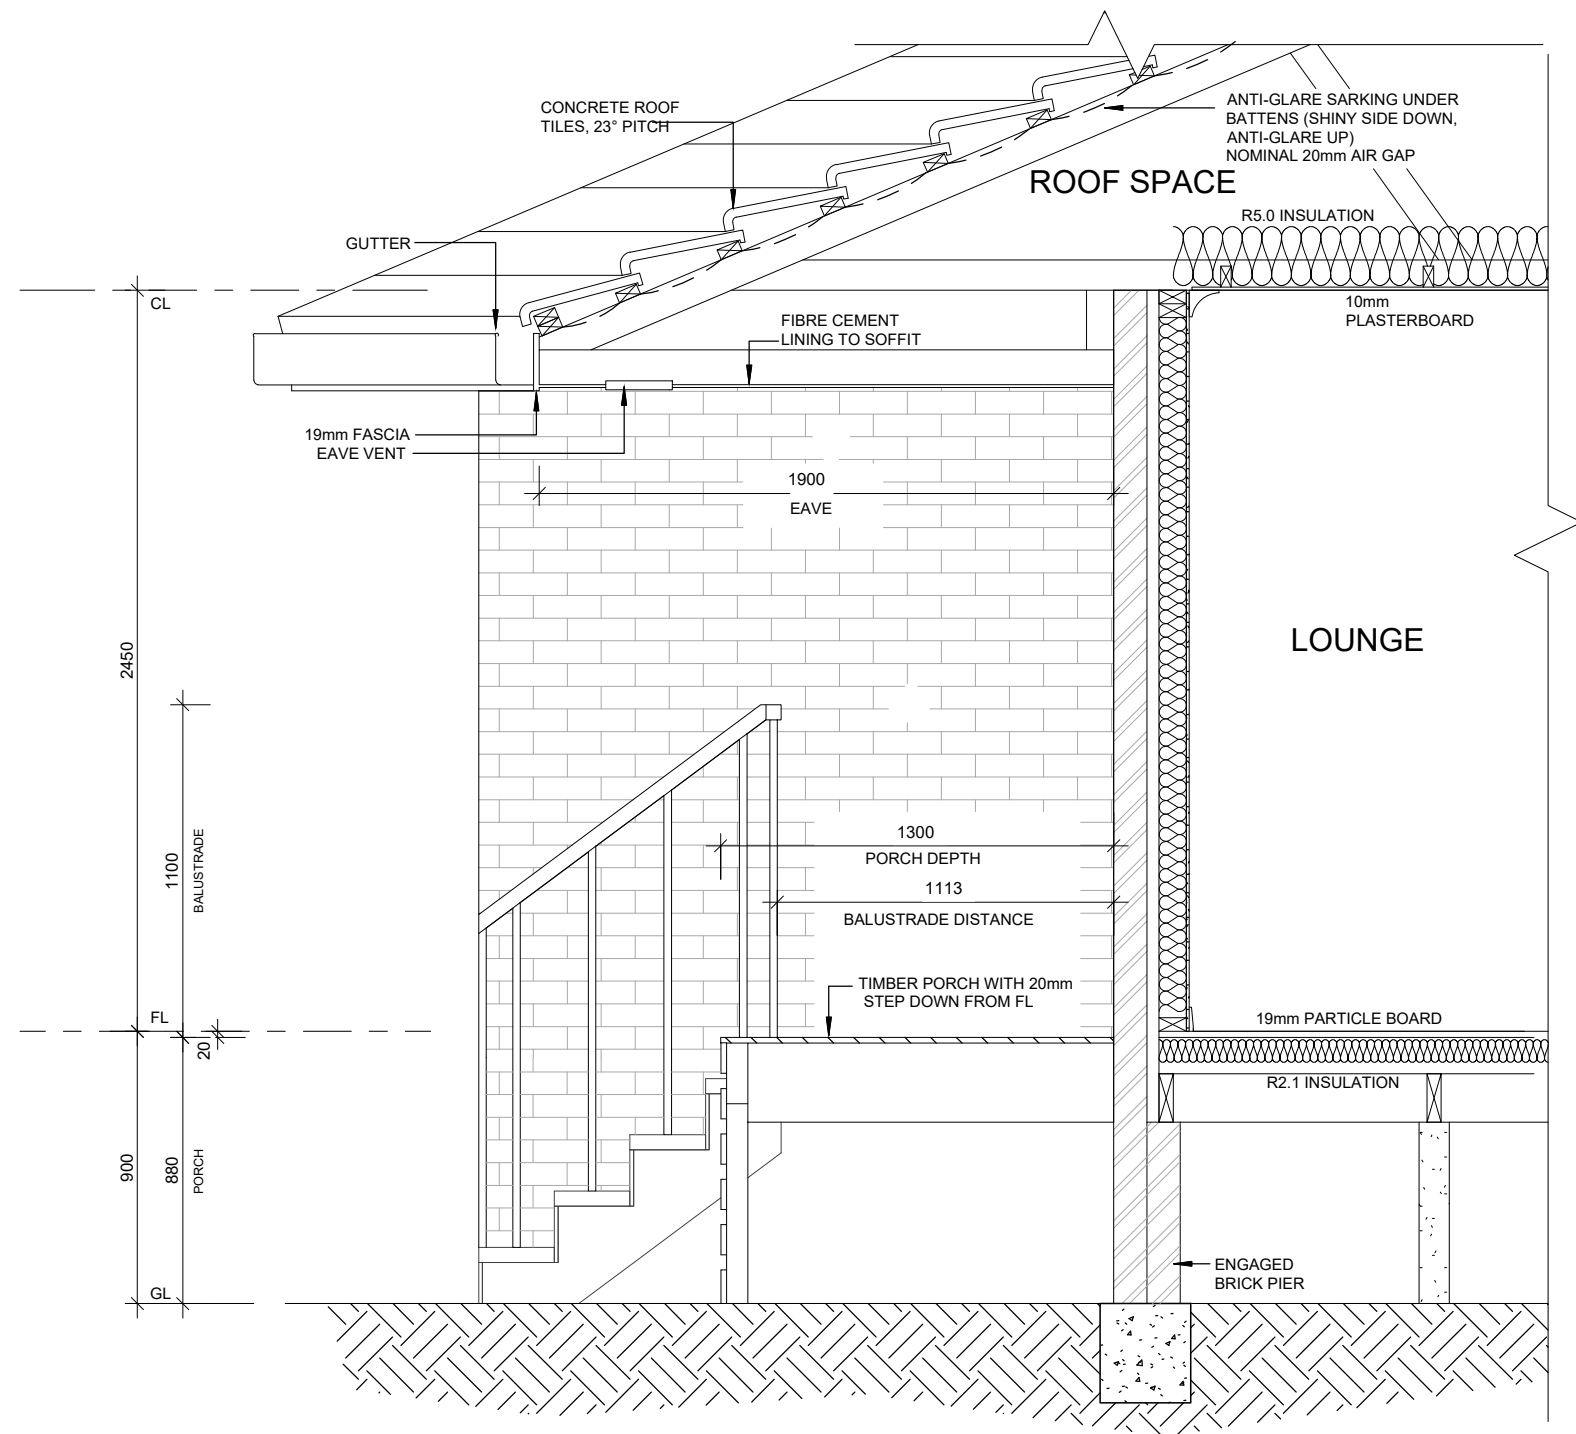 CONCRETE ROOF
TILES, 23° PITCH
ANTI-GLARE SARKING UNDER
BATTENS (SHINY SIDE DOWN,
ANTI-GLARE UP)
NOMINAL 20mm AIR GAP
ROOF SPACE
R5.0 INSULATION
GUTTER
CL
10mm
PLASTERBOARD
FIBRE CEMENT
LINING TO SOFFIT
19mm FASCIA
EAVE VENT
1900
EAVE
LOUNGE
2450
1100
BALUSTRADE
1300
PORCH DEPTH
1113
BALUSTRADE DISTANCE
TIMBER PORCH WITH 20mm
STEP DOWN FROM FL
FL
19mm PARTICLE BOARD
20
R2.1 INSULATION
900
880
PORCH
ENGAGED
BRICK PIER
GL